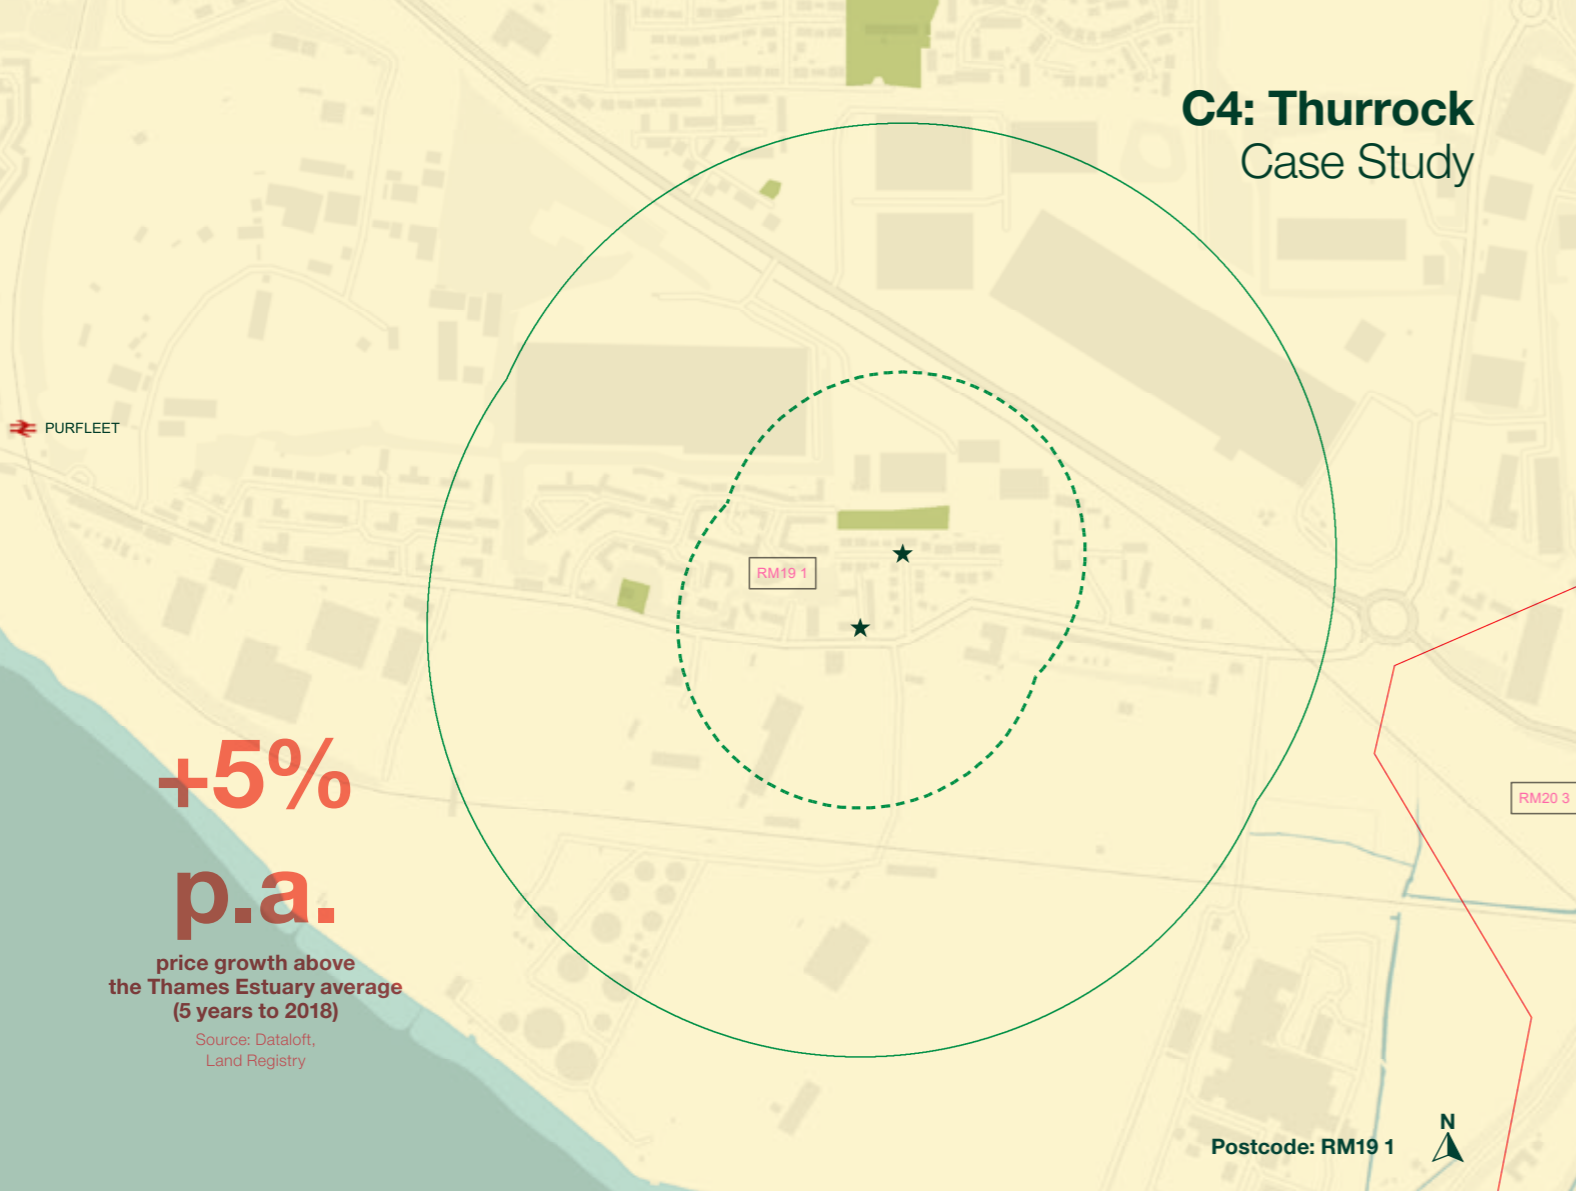 C4: Thurrock
Case Study
PURFLEET
RM19 1
RM20 3
+5%
p.a.
price growth above
the Thames Estuary average
(5 years to 2018)
Source: Dataloft,
Land Registry
N
Postcode: RM19 1